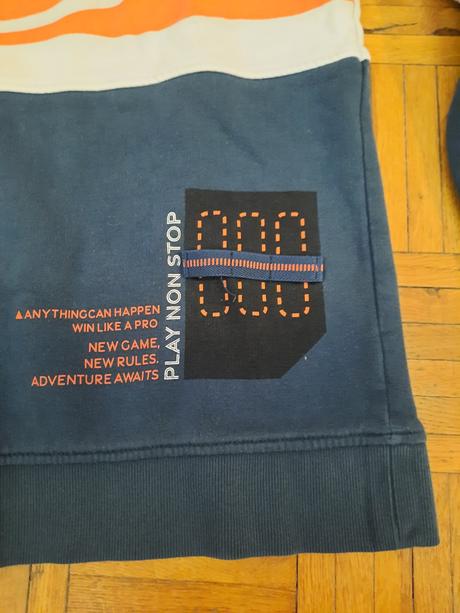 ▲ANYTHINGCAN HAPPEN
WIN LIKE A PRO
NEW GAME,
NEW RULES.
ADVENTURE AWAITS
PLAY NON STOP
000